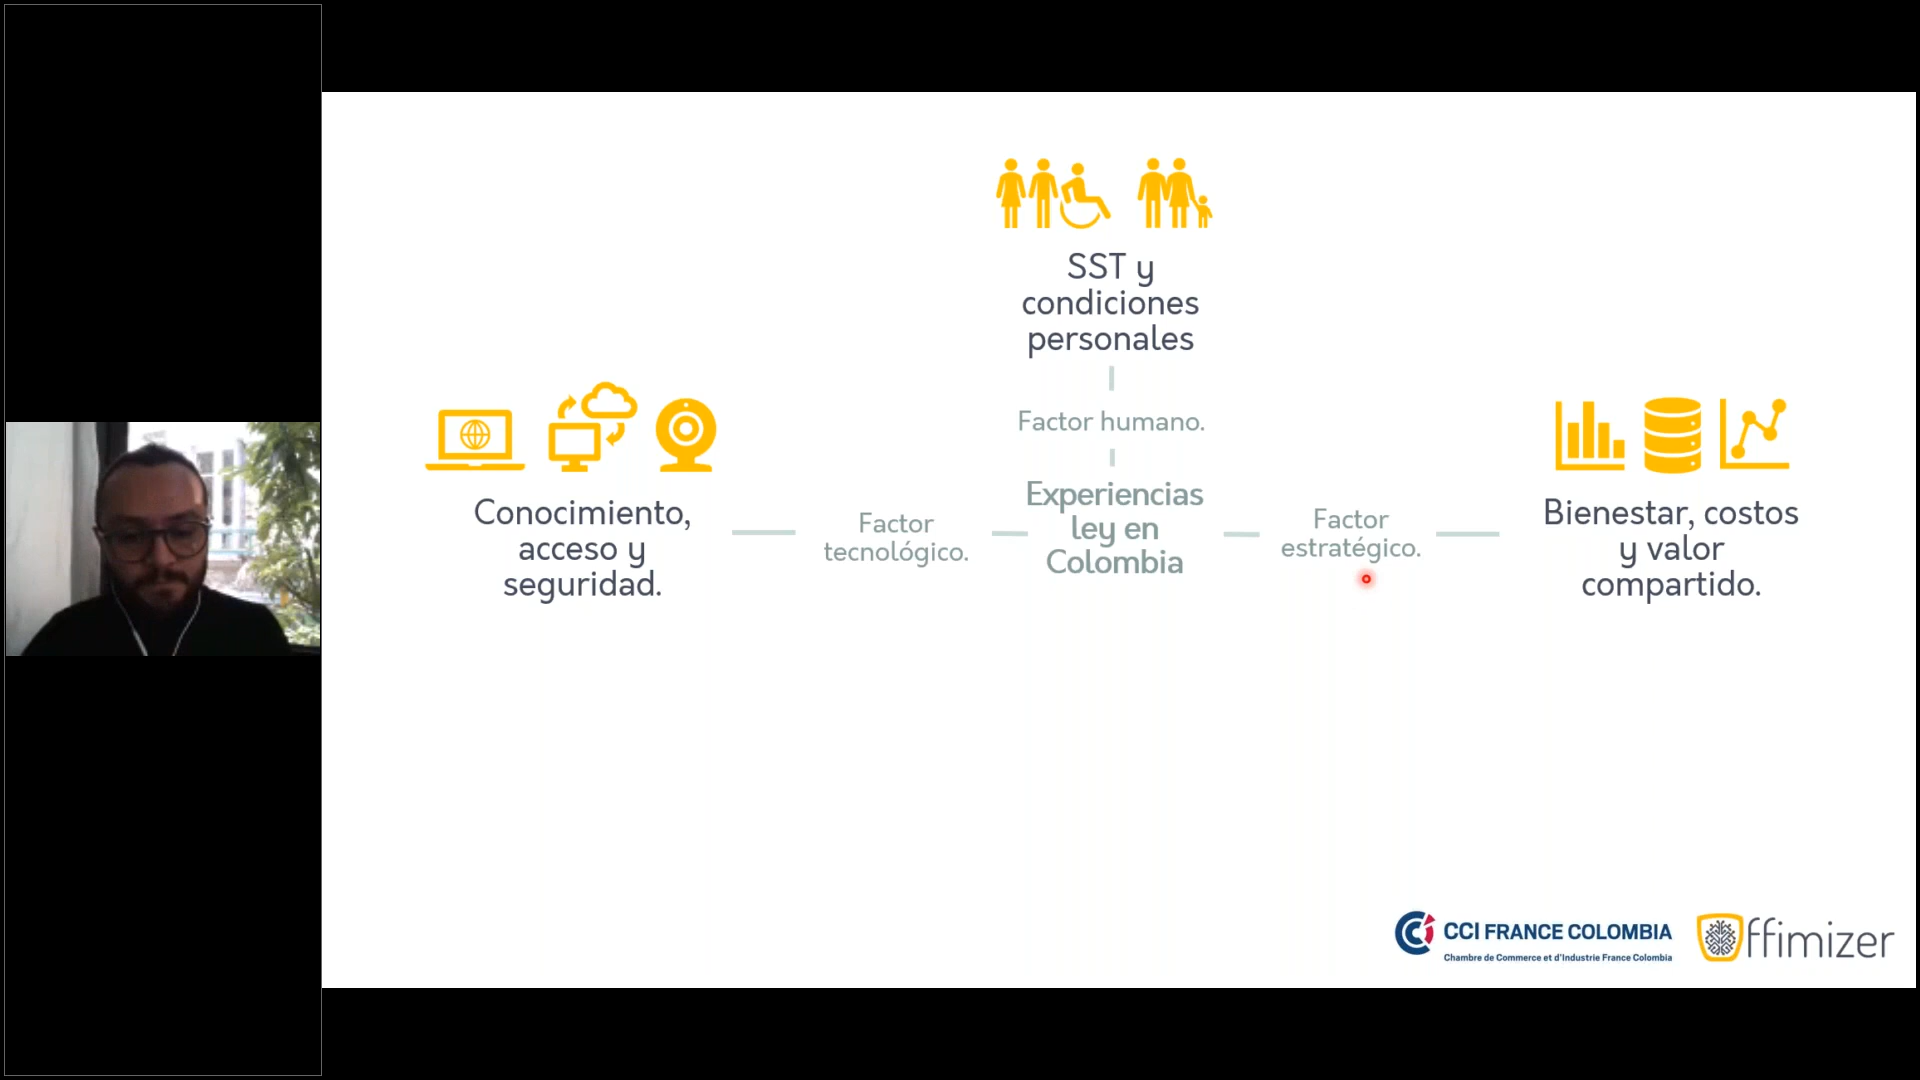 SST y
condiciones
personales
Factor humano.
Experiencias
ley en
Colombia
Conocimiento,
acceso y
seguridad.
Factor
tecnológico.
Factor
estratégico.
Bienestar, costos
y valor
compartido.
CCI FRANCE COLOMBIA
Chambre de Commerce et d'Industrie France Colombia
Offimizer